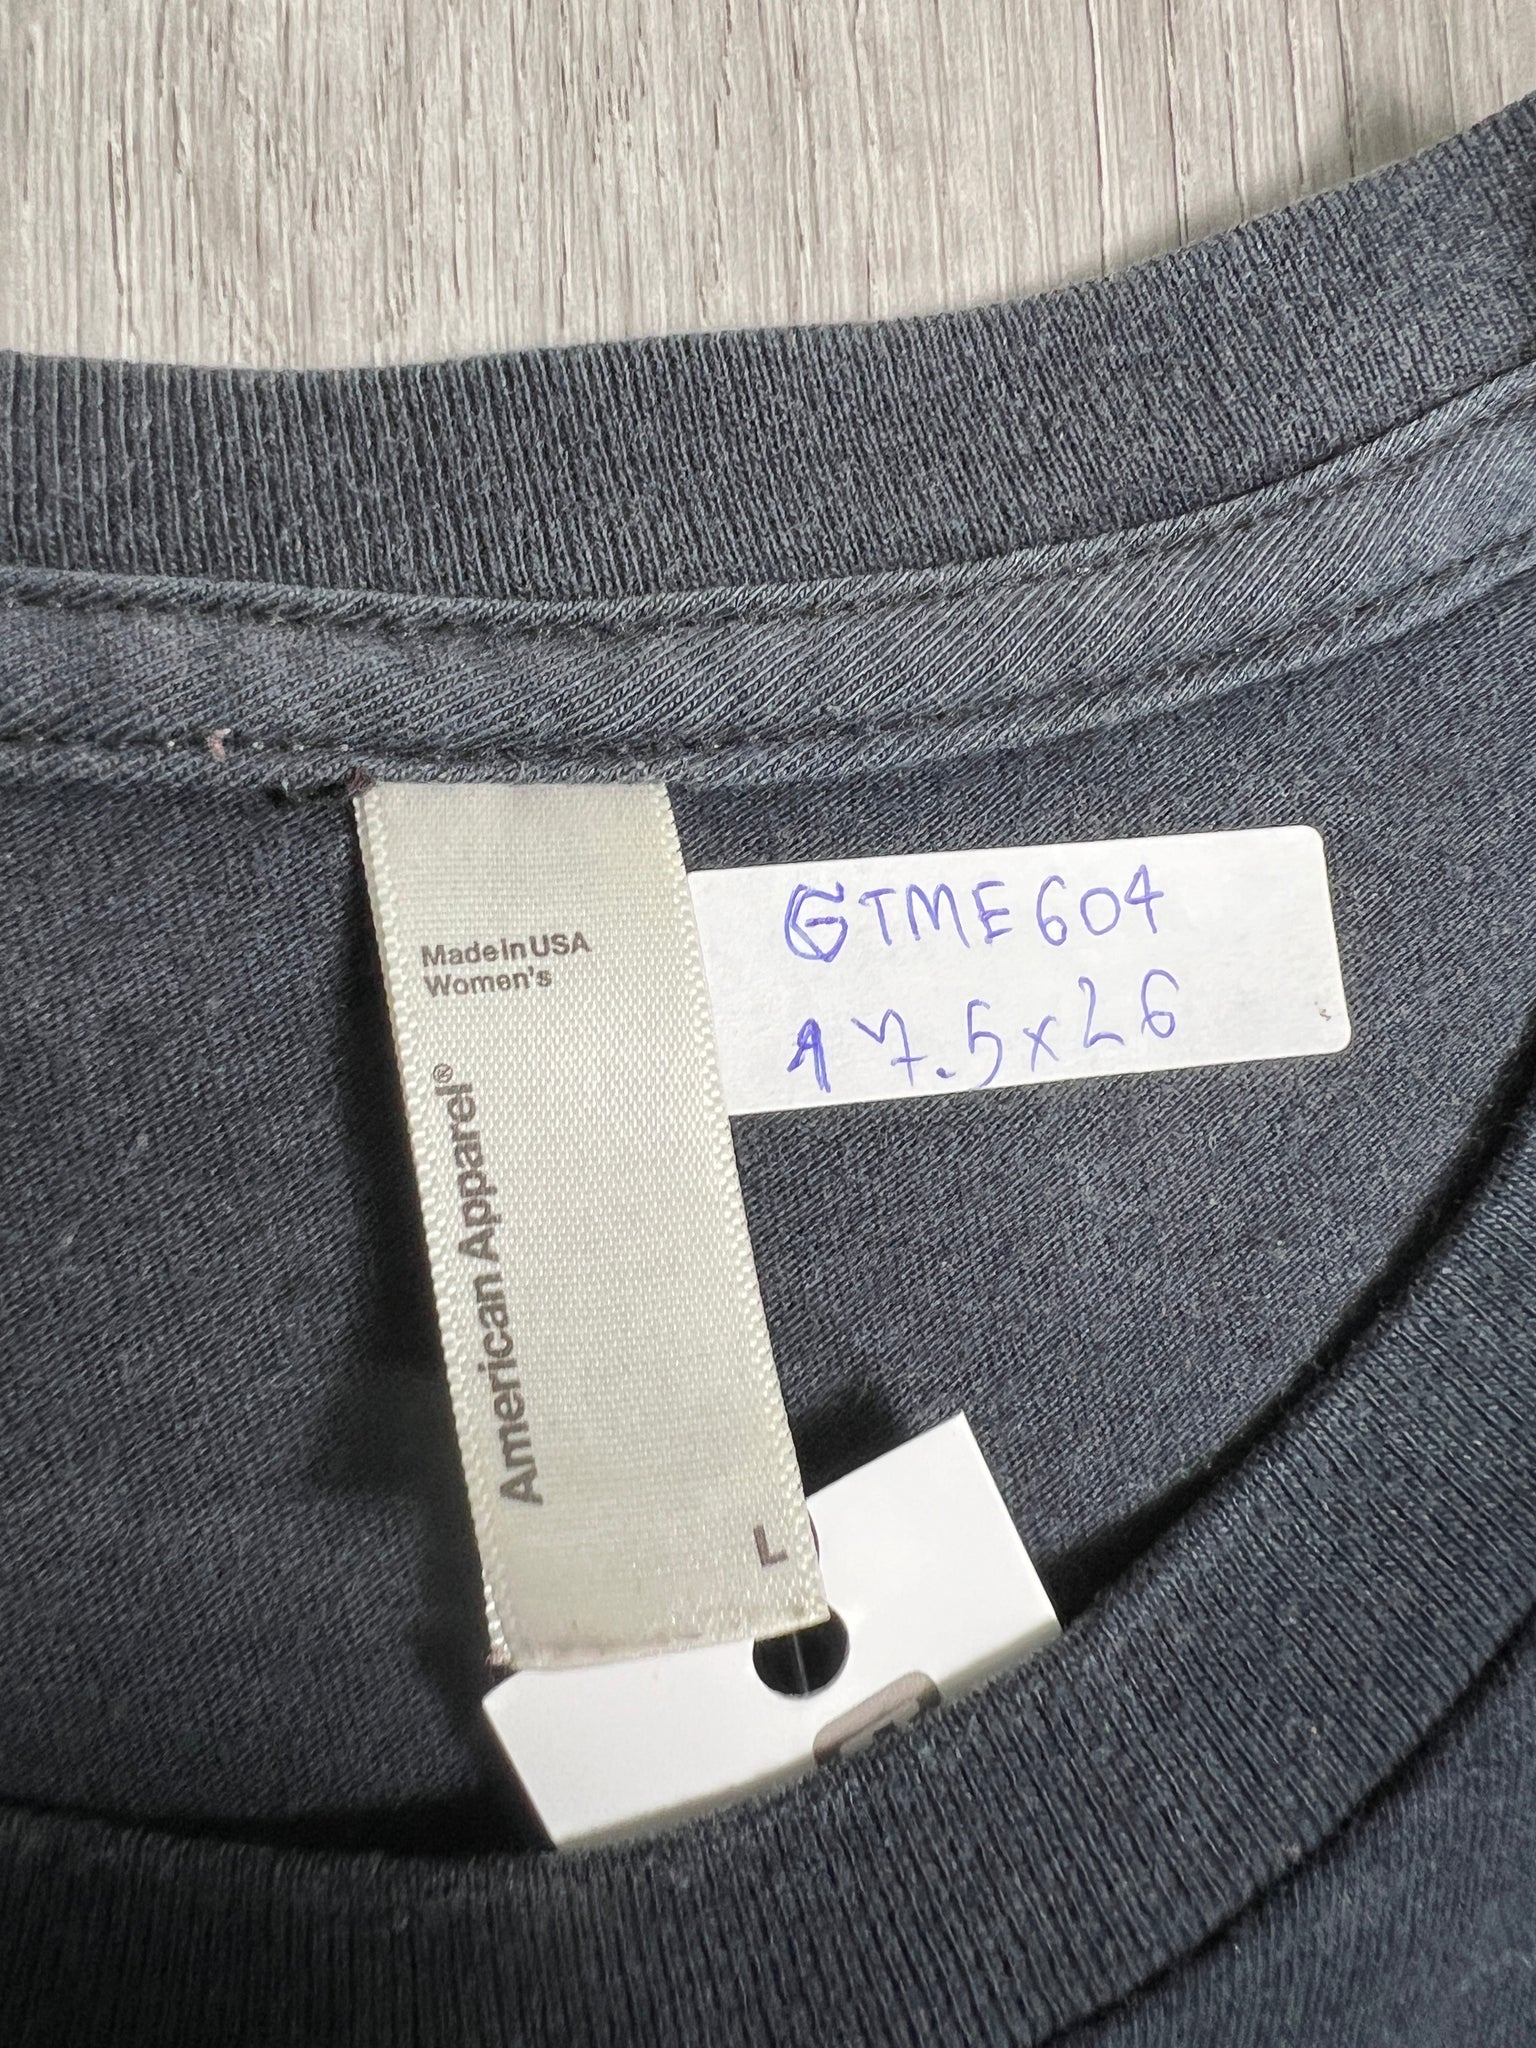 Made in USA
Women's
American Apparel®
L
GTME604
17.5x26